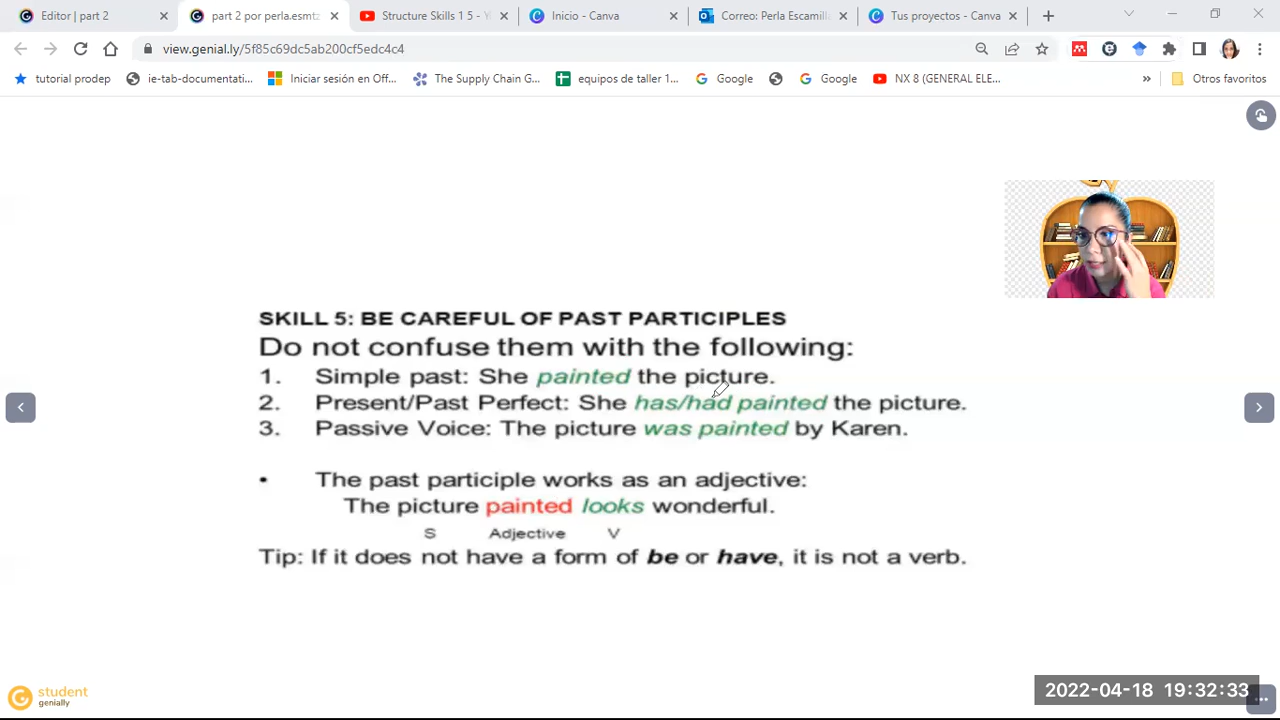 Editor | part 2
part 2 por perla.esmta
Structure Skills 1 5 - Y
Inicio - Canva
Correo: Perla Escamill
Tus proyectos - Canva
view.genial.ly/5f85c69dc5ab200cf5edc4c4
tutorial prodep
ie-tab-documentati...
Iniciar sesión en Off...
The Supply Chain G...
equipos de taller 1...
Google
Google
NX 8 (GENERAL ELE...
»
Otros favoritos
SKILL 5: BE CAREFUL OF PAST PARTICIPLES
Do not confuse them with the following:
1. Simple past: She painted the picture.
2. Present/Past Perfect: She has/had painted the picture.
3. Passive Voice: The picture was painted by Karen.
• The past participle works as an adjective:
The picture painted looks wonderful.
S Adjective V
Tip: If it does not have a form of be or have, it is not a verb.
student
genially
2022-04-18 19:32:33